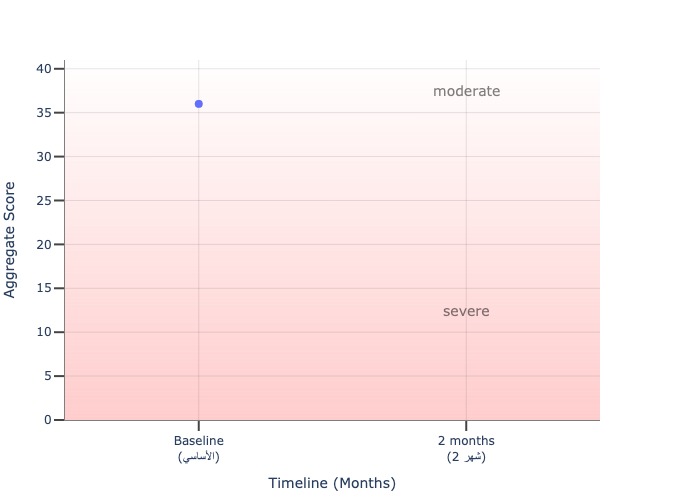 40
moderate
35
30
25
20
Aggregate Score
15
severe
10
5
0
Baseline
(الأساسي)
2 months
(2 شهر)
Timeline (Months)